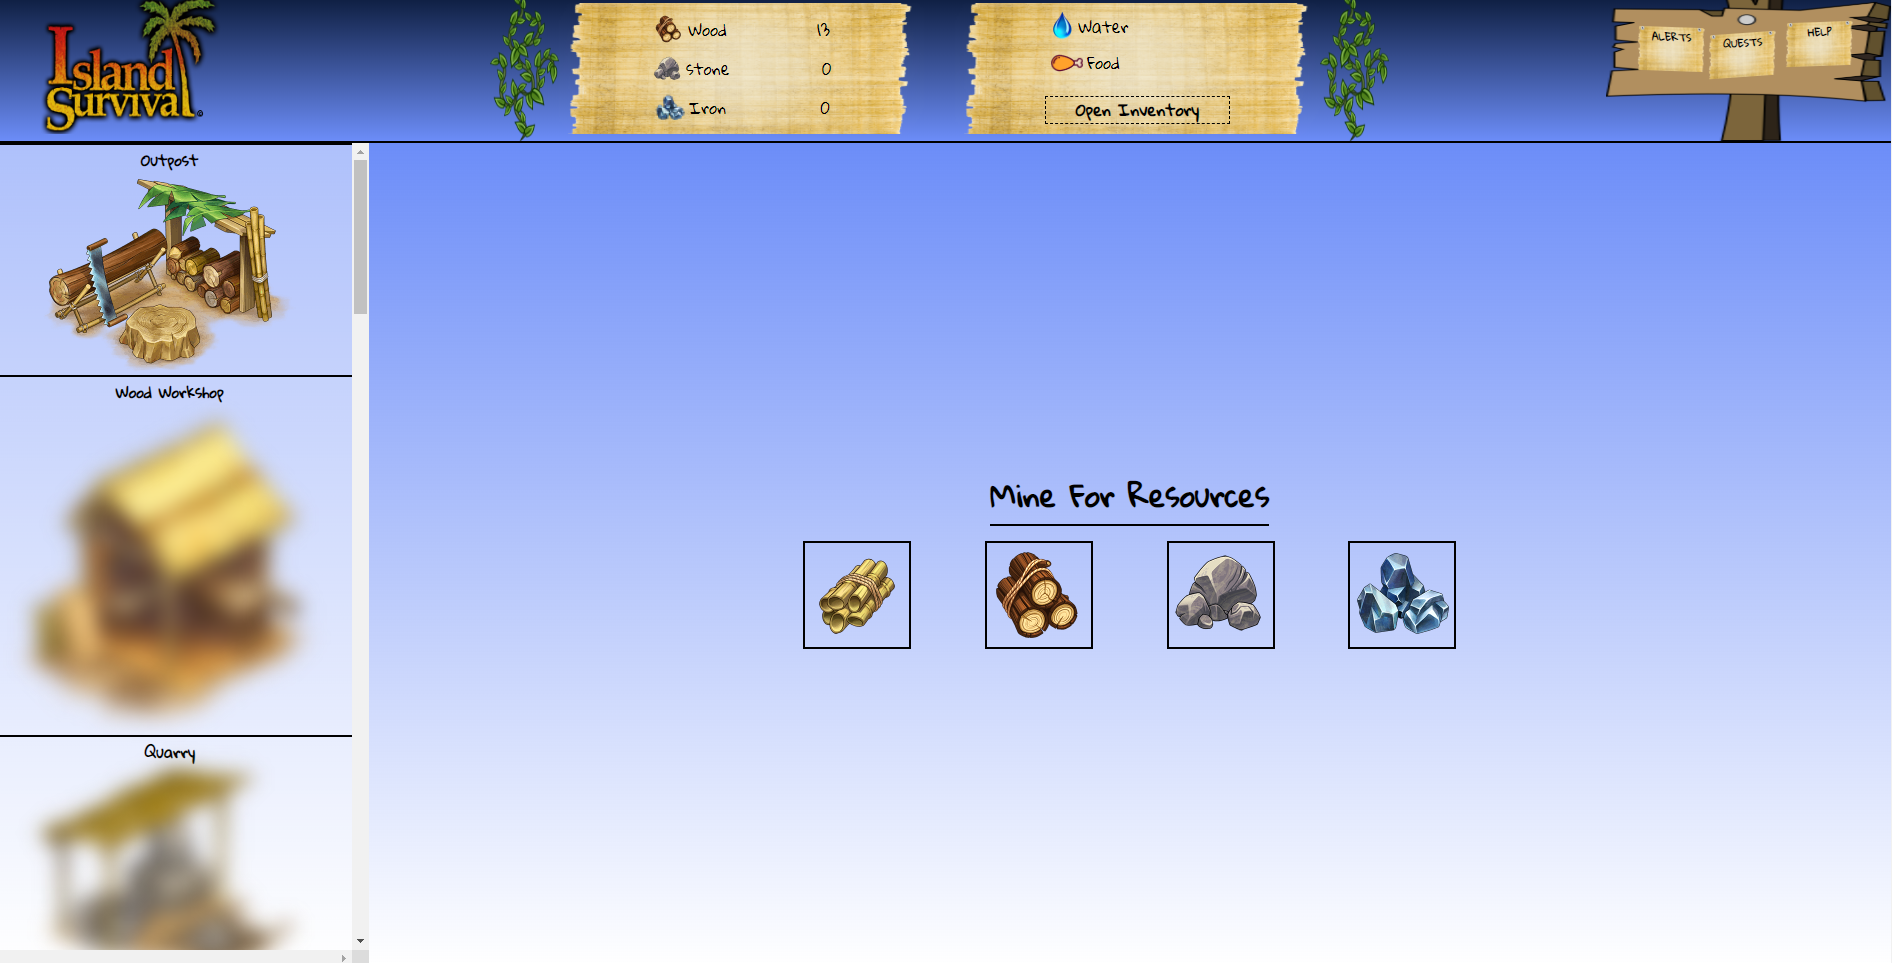 Island
Survival
Wood 13
Stone 0
Iron 0
Water
Food
Open Inventory
ALERTS
QUESTS
HELP
Outpost
Wood Workshop
Quarry
Mine For Resources